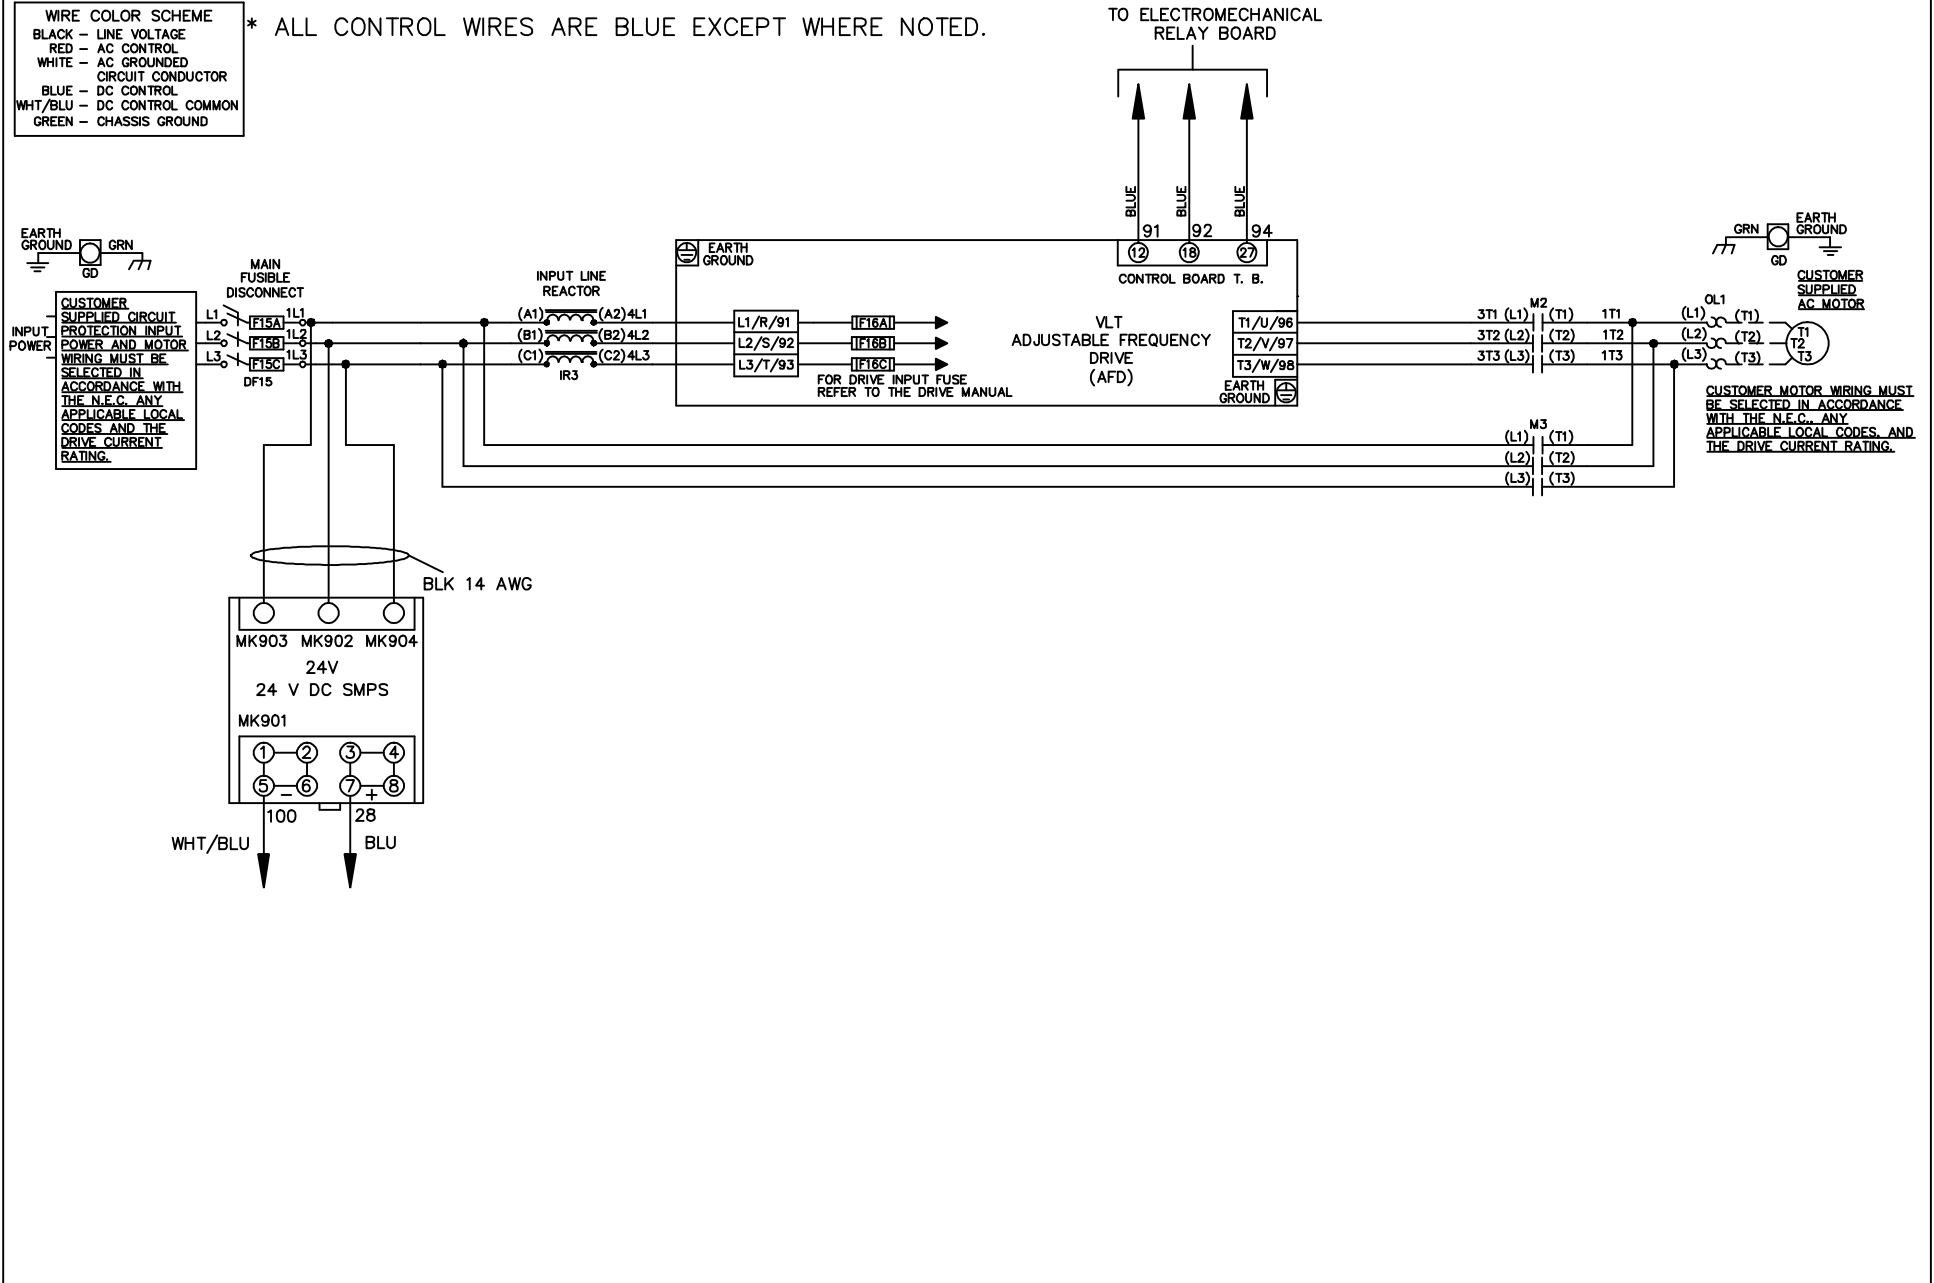 WIRE COLOR SCHEME
BLACK – LINE VOLTAGE
RED – AC CONTROL
WHITE – AC GROUNDED
CIRCUIT CONDUCTOR
BLUE – DC CONTROL
WHT/BLU – DC CONTROL COMMON
GREEN – CHASSIS GROUND
* ALL CONTROL WIRES ARE BLUE EXCEPT WHERE NOTED.
TO ELECTROMECHANICAL
RELAY BOARD
BLUE
BLUE
BLUE
91 92 94
12 18 27
CONTROL BOARD T. B.
EARTH
GROUND
GRN
GD
INPUT
POWER
CUSTOMER
SUPPLIED CIRCUIT
PROTECTION INPUT
POWER AND MOTOR
WIRING MUST BE
SELECTED IN
ACCORDANCE WITH
THE N.E.C. ANY
APPLICABLE LOCAL
CODES AND THE
DRIVE CURRENT
RATING.
MAIN
FUSIBLE
DISCONNECT
L1 F15A 1L1
L2 F15B 1L2
L3 F15C 1L3
DF15
INPUT LINE
REACTOR
(A1) (A2)4L1
(B1) (B2)4L2
(C1) (C2)4L3
IR3
EARTH
GROUND
L1/R/91
L2/S/92
L3/T/93
F16A
F16B
F16C
FOR DRIVE INPUT FUSE
REFER TO THE DRIVE MANUAL
VLT
ADJUSTABLE FREQUENCY
DRIVE
(AFD)
T1/U/96
T2/V/97
T3/W/98
EARTH
GROUND
M2
3T1 (L1) (T1) 1T1
3T2 (L2) (T2) 1T2
3T3 (L3) (T3) 1T3
M3
(L1) (T1)
(L2) (T2)
(L3) (T3)
GRN
EARTH
GROUND
GD
CUSTOMER
SUPPLIED
AC MOTOR
OL1
(L1) (T1)
(L2) (T2)
(L3) (T3)
T1
T2
T3
CUSTOMER MOTOR WIRING MUST
BE SELECTED IN ACCORDANCE
WITH THE N.E.C., ANY
APPLICABLE LOCAL CODES, AND
THE DRIVE CURRENT RATING.
BLK 14 AWG
MK903 MK902 MK904
24V
24 V DC SMPS
MK901
1 2 3 4
5 6 7 8
– +
100 28
WHT/BLU BLU